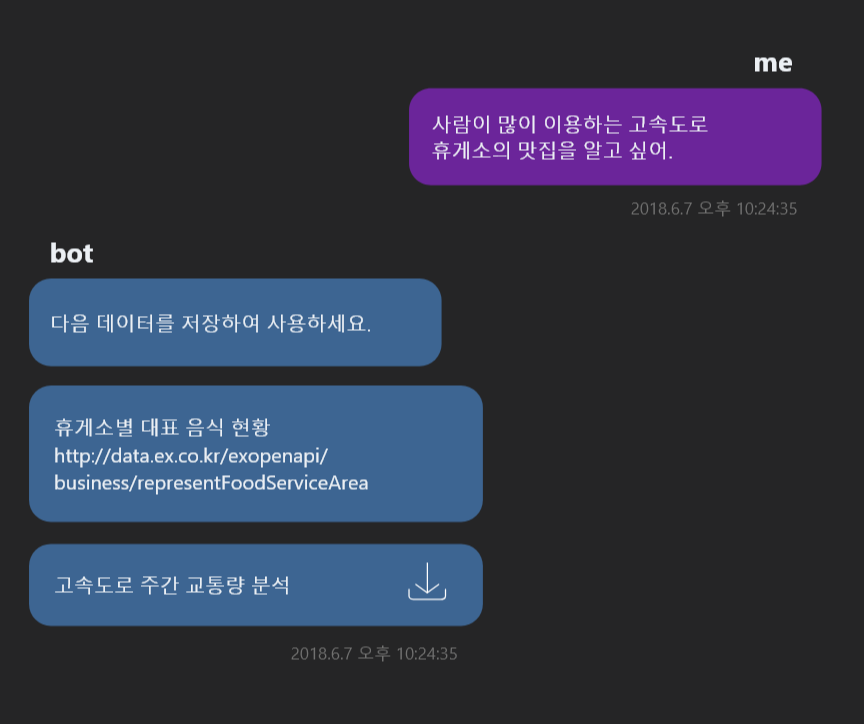 me
사람이 많이 이용하는 고속도로
휴게소의 맛집을 알고 싶어.
2018.6.7 오후 10:24:35
bot
다음 데이터를 저장하여 사용하세요.
휴게소별 대표 음식 현황
http://data.ex.co.kr/exopenapi/
business/representFoodServiceArea
고속도로 주간 교통량 분석
2018.6.7 오후 10:24:35